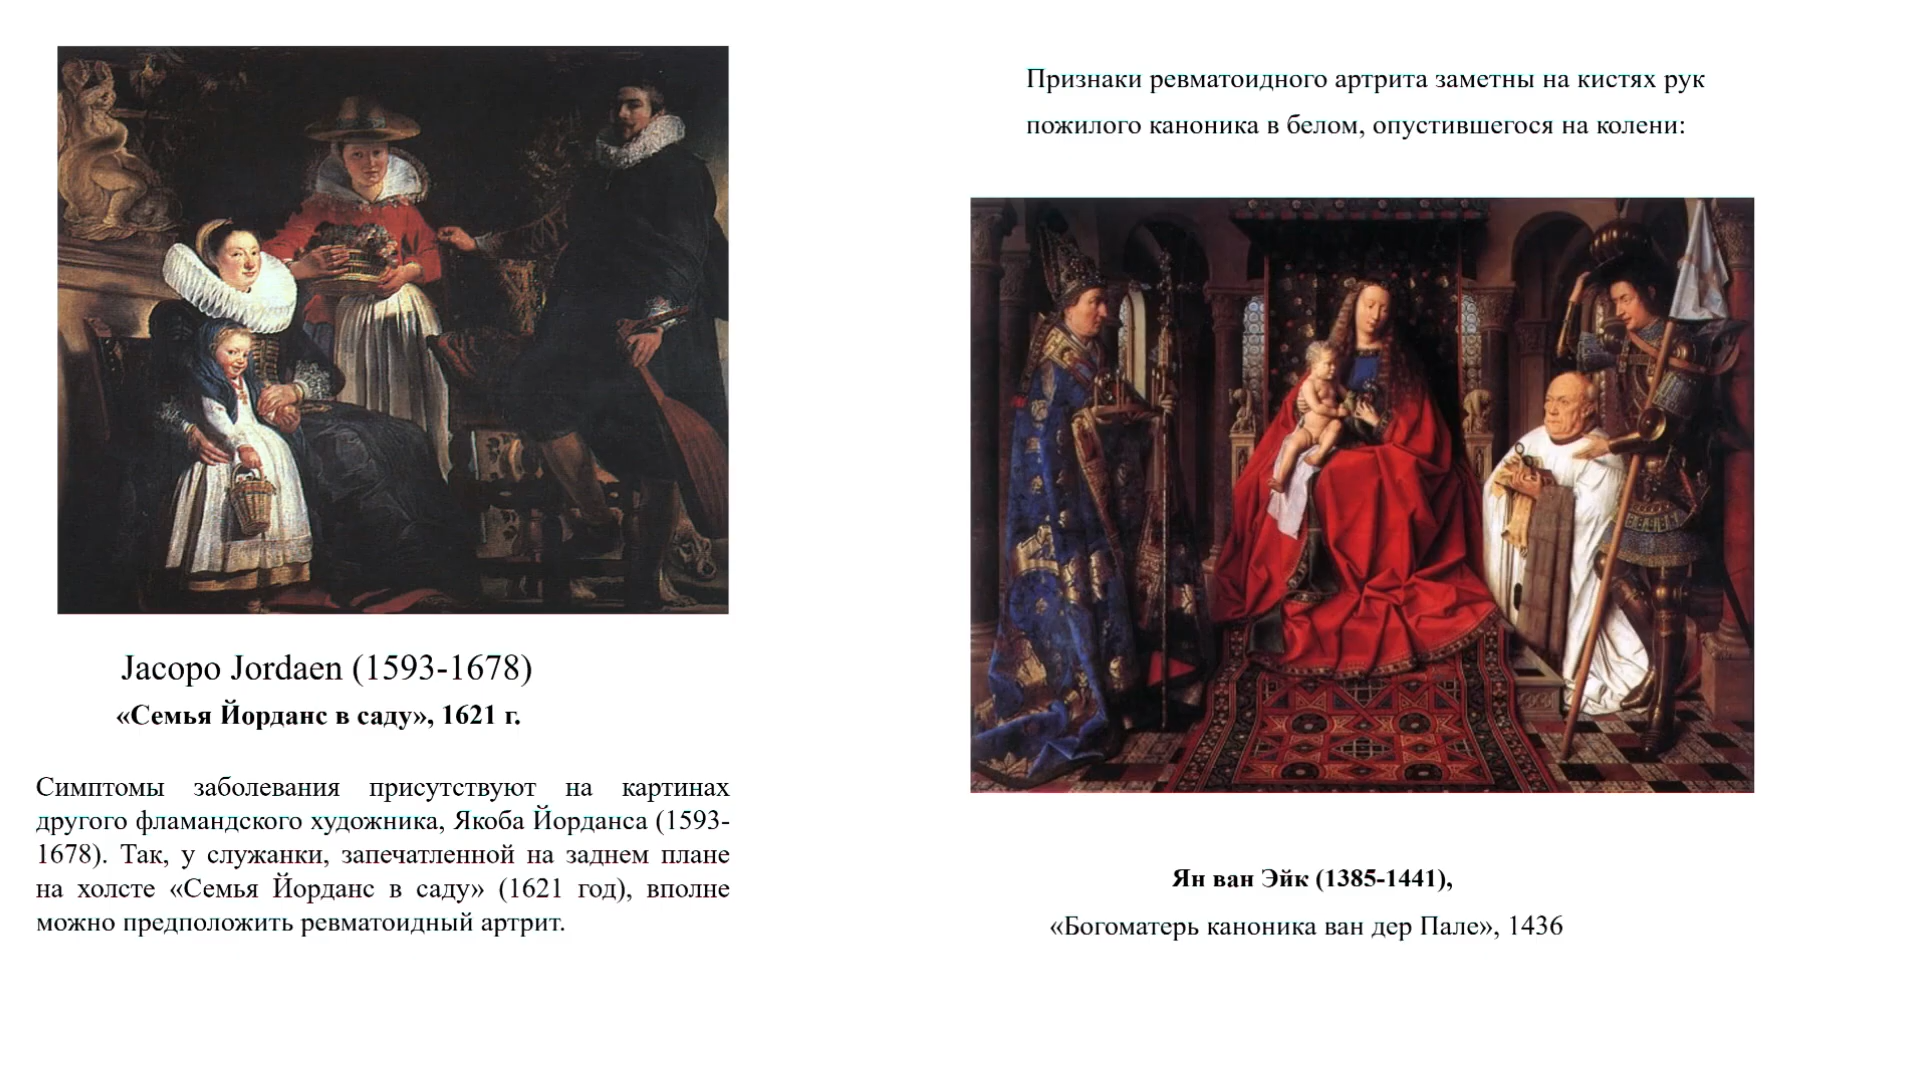 Jacopo Jordaen (1593-1678)
«Семья Йорданс в саду», 1621 г.
Симптомы заболевания присутствуют на картинах
другого фламандского художника, Якоба Йорданса (1593-
1678). Так, у служанки, запечатленной на заднем плане
на холсте «Семья Йорданс в саду» (1621 год), вполне
можно предположить ревматоидный артрит.
Признаки ревматоидного артрита заметны на кистях рук
пожилого каноника в белом, опустившегося на колени:
Ян ван Эйк (1385-1441),
«Богоматерь каноника ван дер Пале», 1436